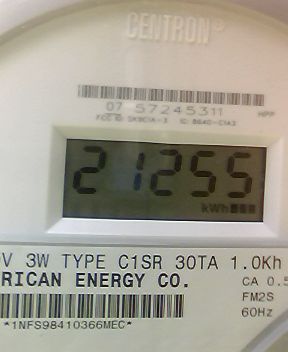 CENTRON®
07 57245311 HPP
21255
kWh
V 3W TYPE C1SR 30TA 1.0Kh
RICAN ENERGY CO. CA 0.5
FM2S
*1NFS98410366MEC* 60Hz